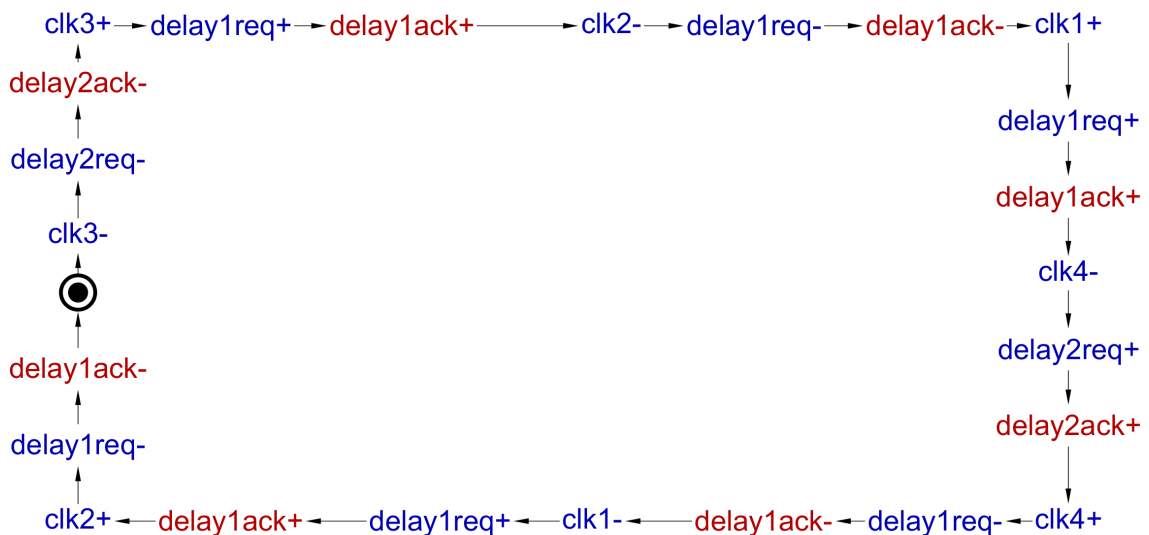 clk3+ delay1req+ delay1ack+ clk2- delay1req- delay1ack- clk1+
delay2ack-
delay1req+
delay2req-
delay1ack+
clk3-
clk4-
delay2req+
delay1ack-
delay2ack+
delay1req-
clk2+ delay1ack+ delay1req+ clk1- delay1ack- delay1req- clk4+